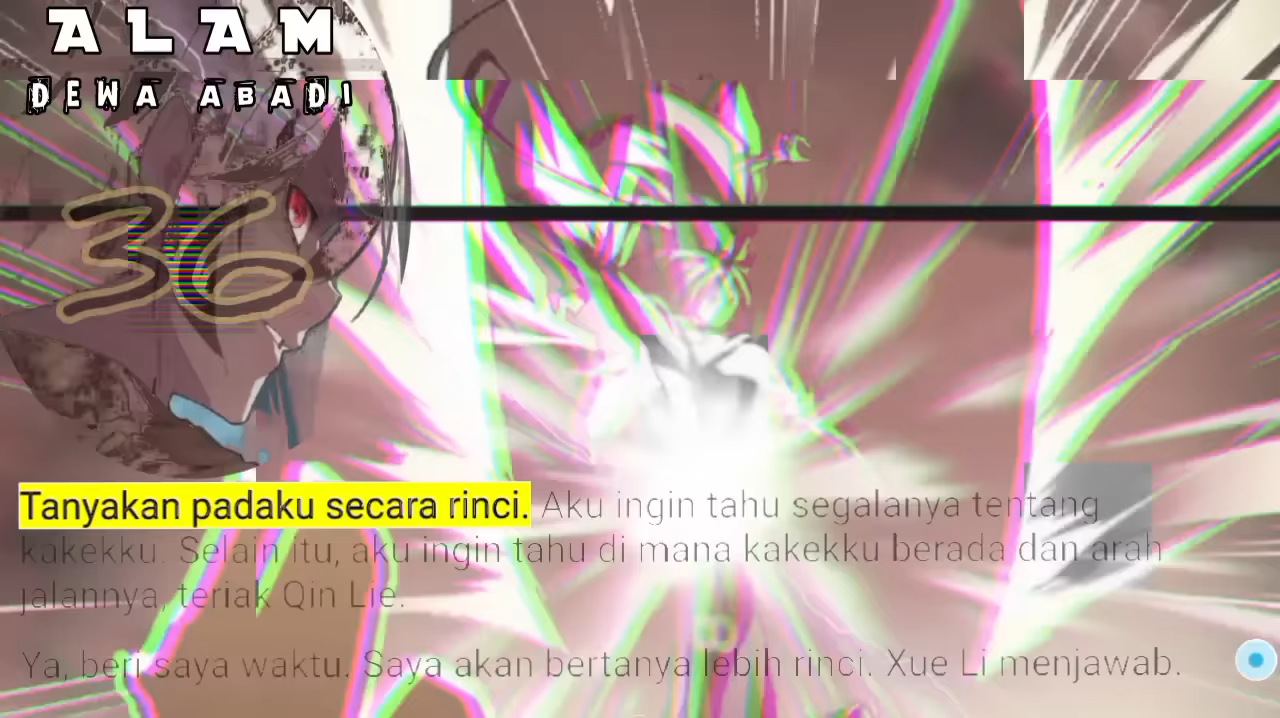 ALAM
DEWA ABADI
36
Tanyakan padaku secara rinci. Aku ingin tahu segalanya tentang
kakekku. Selain itu, aku ingin tahu di mana kakekku berada dan arah
jalannya, teriak Qin Lie.
Ya, beri saya waktu. Saya akan bertanya lebih rinci. Xue Li menjawab.